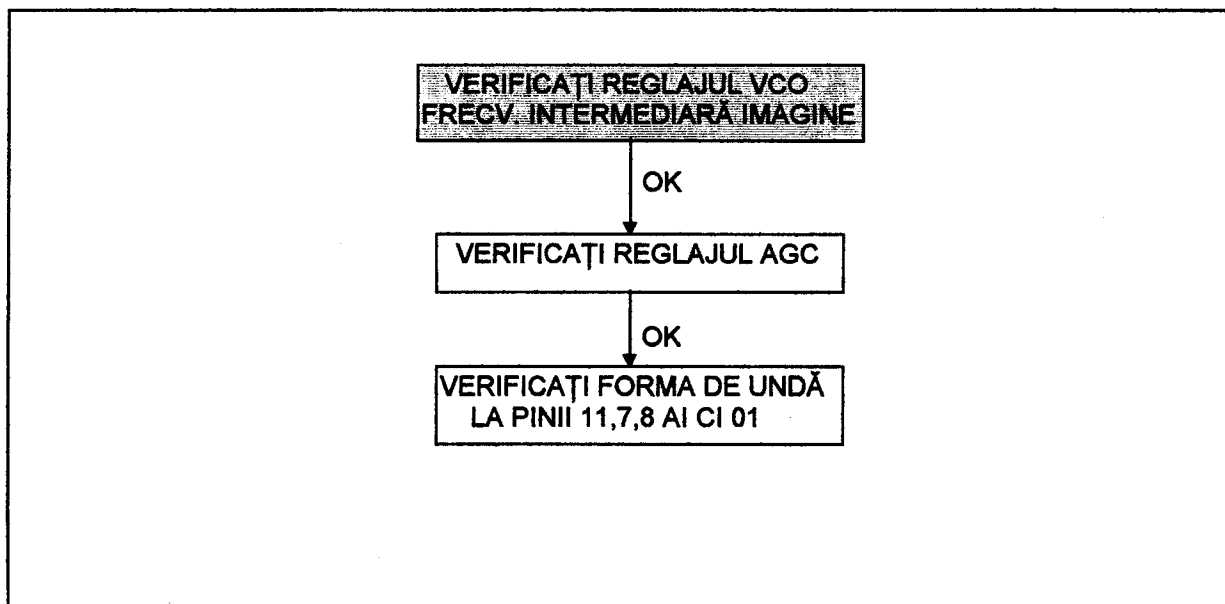 VERIFICAȚI REGLAJUL VCO
FRECV. INTERMEDIARĂ IMAGINE
OK
VERIFICAȚI REGLAJUL AGC
OK
VERIFICAȚI FORMA DE UNDĂ
LA PINII 11,7,8 AI CI 01